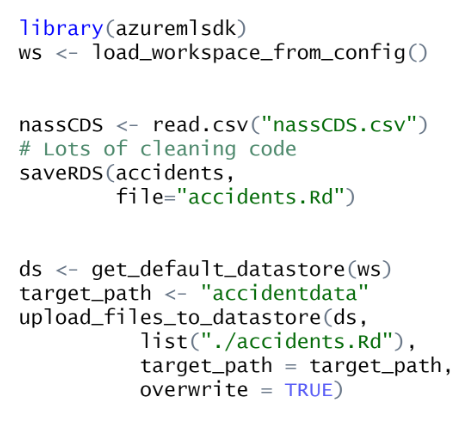 library(azuremlsdk)
ws <- load_workspace_from_config()
nassCDS <- read.csv("nassCDS.csv")
# Lots of cleaning code
saveRDS(accidents,
file="accidents.Rd")
ds <- get_default_datastore(ws)
target_path <- "accidentdata"
upload_files_to_datastore(ds,
list("./accidents.Rd"),
target_path = target_path,
overwrite = TRUE)